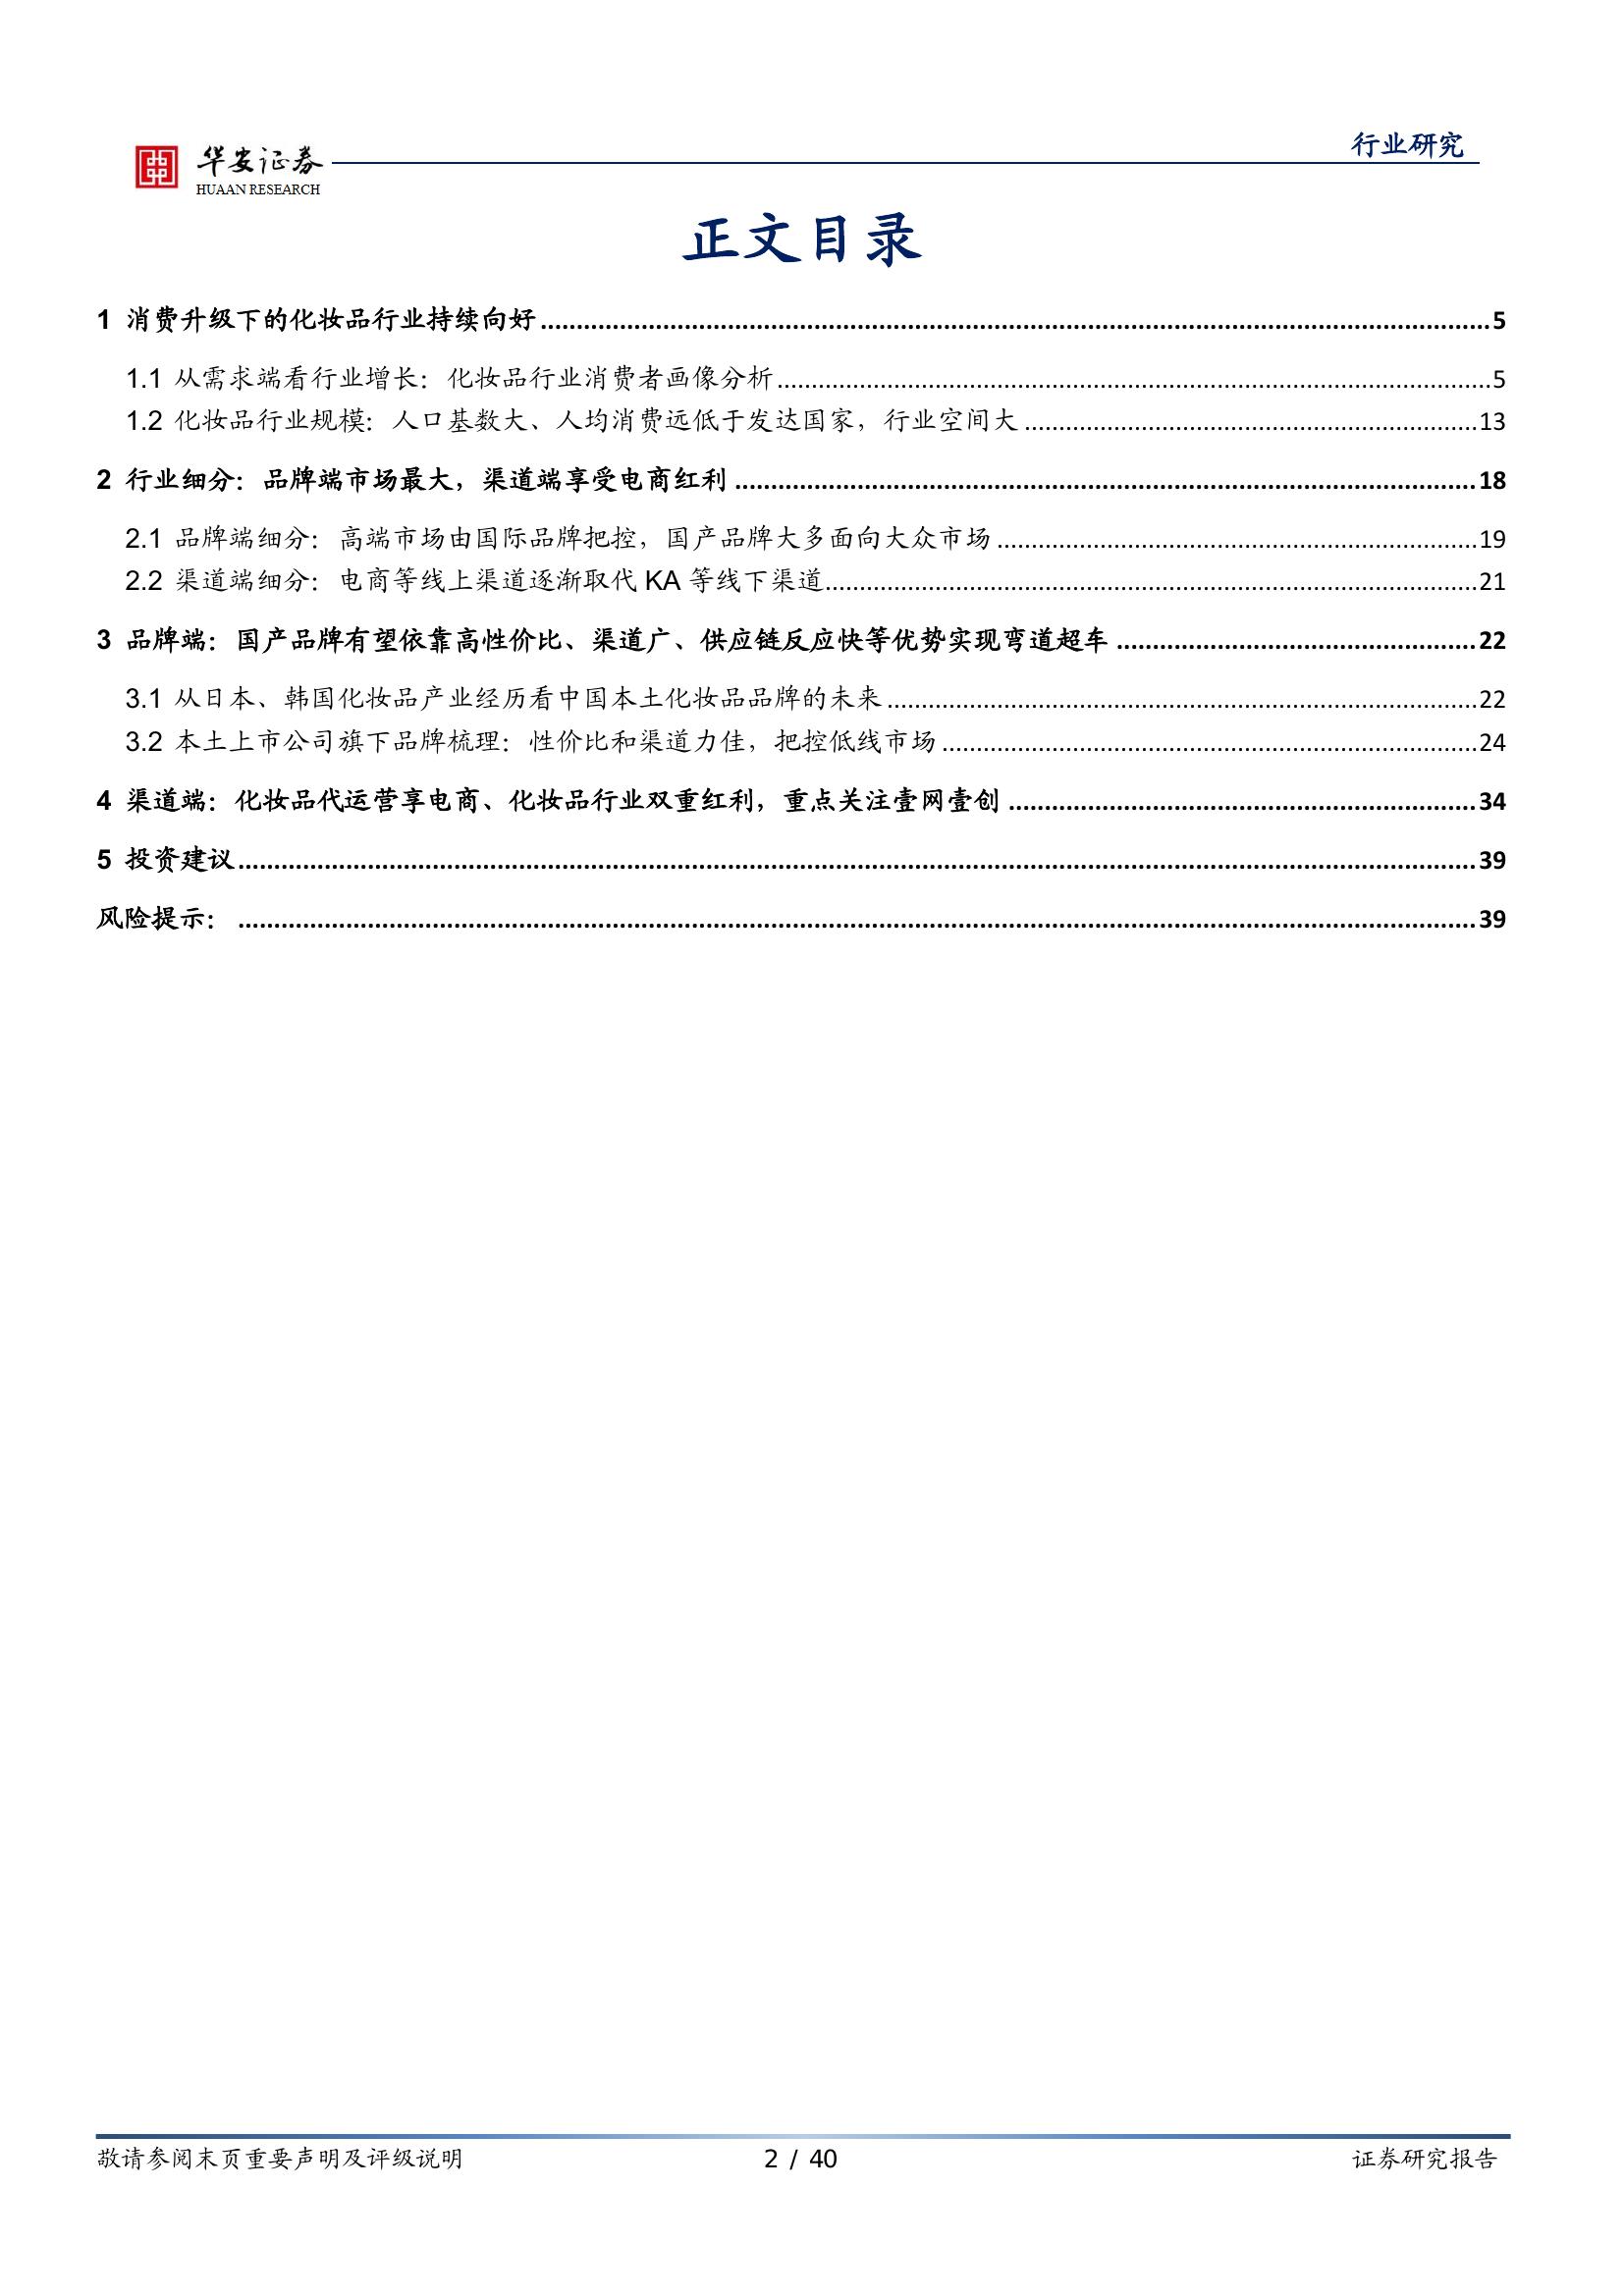 华安证券
HUAAN RESEARCH
行业研究
正文目录
1 消费升级下的化妆品行业持续向好........5
1.1 从需求端看行业增长：化妆品行业消费者画像分析........5
1.2 化妆品行业规模：人口基数大、人均消费远低于发达国家，行业空间大........13
2 行业细分：品牌端市场最大，渠道端享受电商红利........18
2.1 品牌端细分：高端市场由国际品牌把控，国产品牌大多面向大众市场........19
2.2 渠道端细分：电商等线上渠道逐渐取代 KA 等线下渠道........21
3 品牌端：国产品牌有望依靠高性价比、渠道广、供应链反应快等优势实现弯道超车........22
3.1 从日本、韩国化妆品产业经历看中国本土化妆品品牌的未来........22
3.2 本土上市公司旗下品牌梳理：性价比和渠道力佳，把控低线市场........24
4 渠道端：化妆品代运营享电商、化妆品行业双重红利，重点关注壹网壹创........34
5 投资建议........39
风险提示：........39
敬请参阅末页重要声明及评级说明
2 / 40
证券研究报告